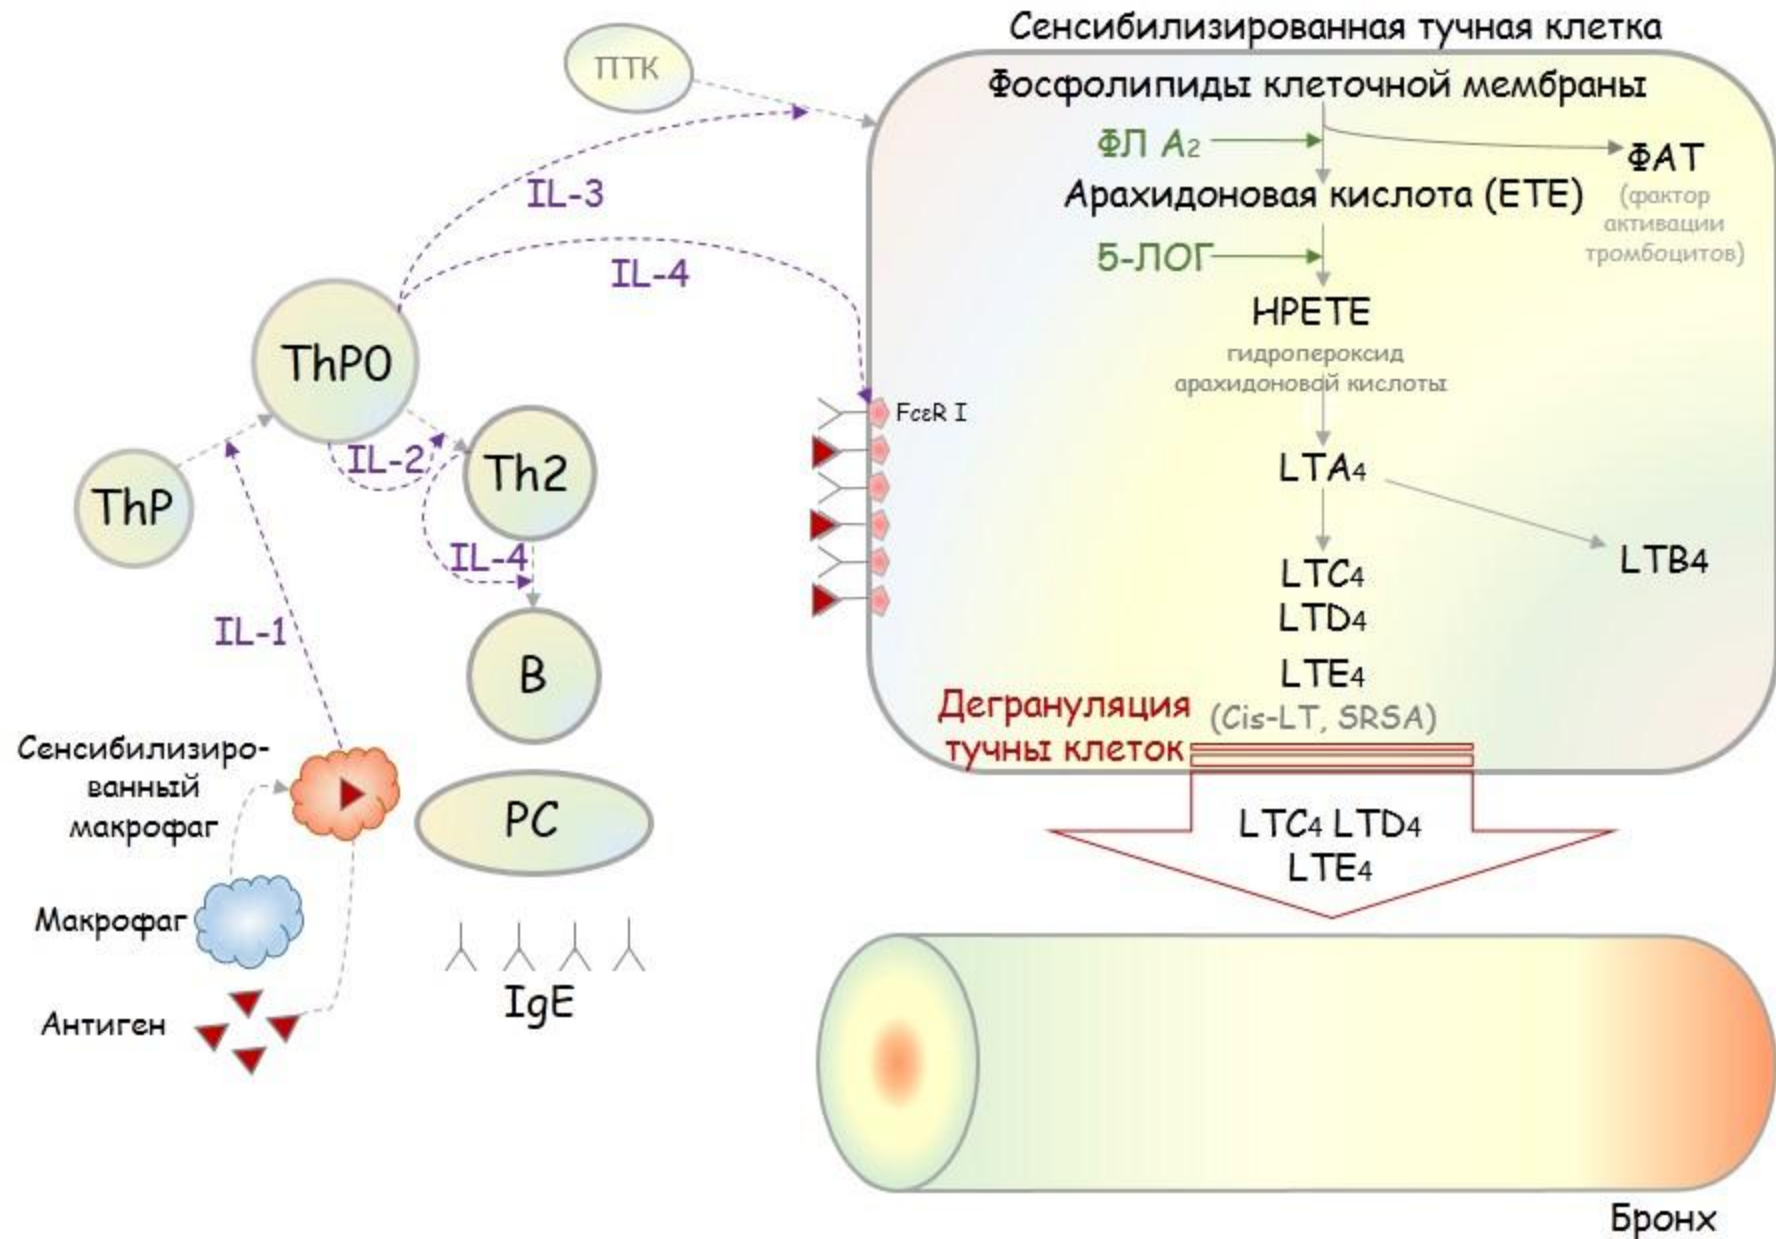 Сенсибилизированная тучная клетка
ПТК
Фосфолипиды клеточной мембраны
ФЛ А2
ФАТ
(фактор
активации
тромбоцитов)
Арахидоновая кислота (ETE)
5-ЛОГ
HPETE
гидропероксид
арахидоновой кислоты
LTA4
LTB4
LTC4
LTD4
LTE4
(Cis-LT, SRSA)
Дегрануляция
тучны клеток
LTC4 LTD4
LTE4
IL-3
IL-4
ThP0
FcεR I
IL-2
Th2
ThP
IL-4
IL-1
B
Сенсибилизиро-
ванный
макрофаг
PC
Макрофаг
IgE
Антиген
Бронх